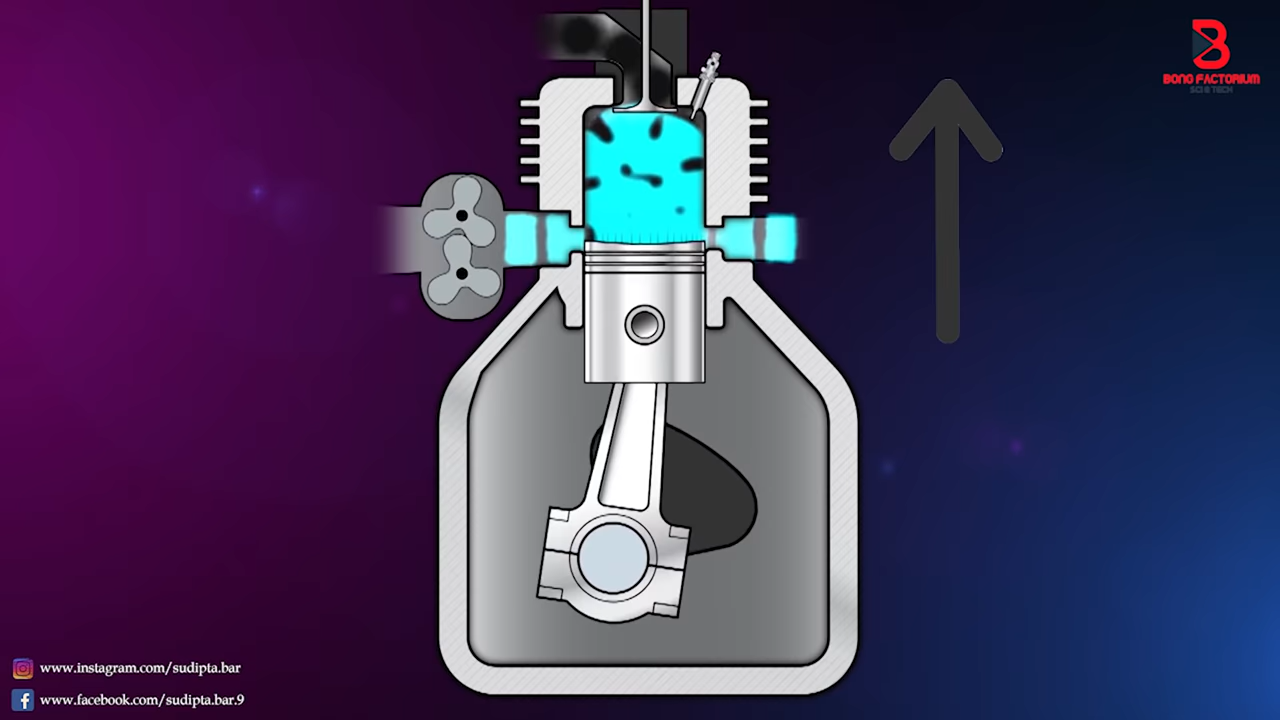 BONG FACTORIUM
SCI & TECH
www.instagram.com/sudipta.bar
www.facebook.com/sudipta.bar.9